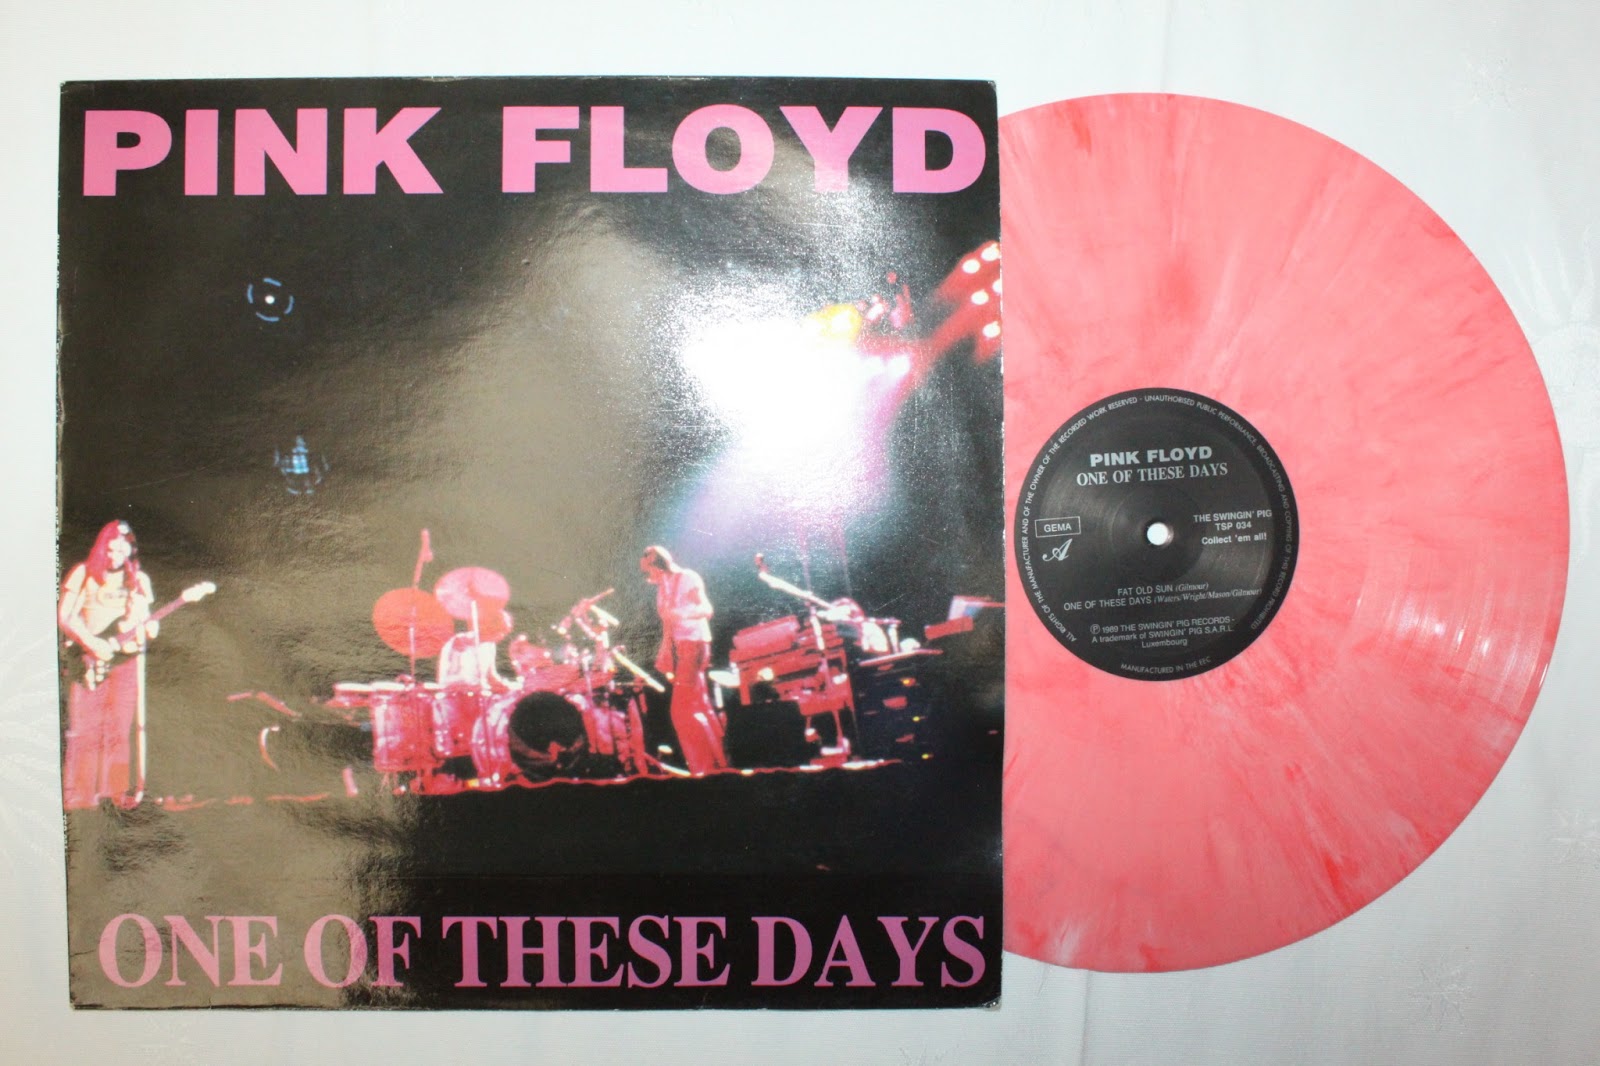 PINK FLOYD
ONE OF THESE DAYS
ALL RIGHTS OF THE MANUFACTURER AND OF THE OWNER OF THE RECORDED WORK RESERVED - UNAUTHORISED PUBLIC PERFORMANCE, BROADCASTING AND COPYING OF THIS RECORD PROHIBITED
PINK FLOYD
ONE OF THESE DAYS
GEMA
A
THE SWINGIN' PIG
TSP 034
Collect 'em all!
FAT OLD SUN (Gilmour)
ONE OF THESE DAYS (Waters/Wright/Mason/Gilmour)
℗ 1989 THE SWINGIN' PIG RECORDS -
A trademark of SWINGIN' PIG S.A.R.L.
Luxembourg
MANUFACTURED IN THE EEC